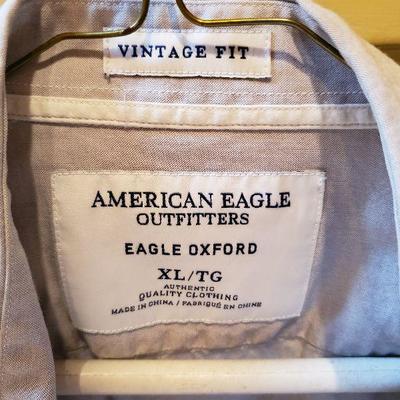 VINTAGE FIT
AMERICAN EAGLE
OUTFITTERS
EAGLE OXFORD
XL/TG
AUTHENTIC
QUALITY CLOTHING
MADE IN CHINA / FABRIQUÉ EN CHINE